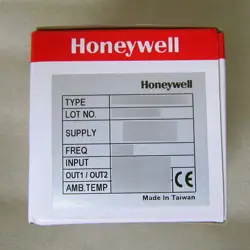 Honeywell
Honeywell
TYPE
LOT NO.
SUPPLY
FREQ
INPUT
OUT1 / OUT2
AMB.TEMP
CE
Made In Taiwan